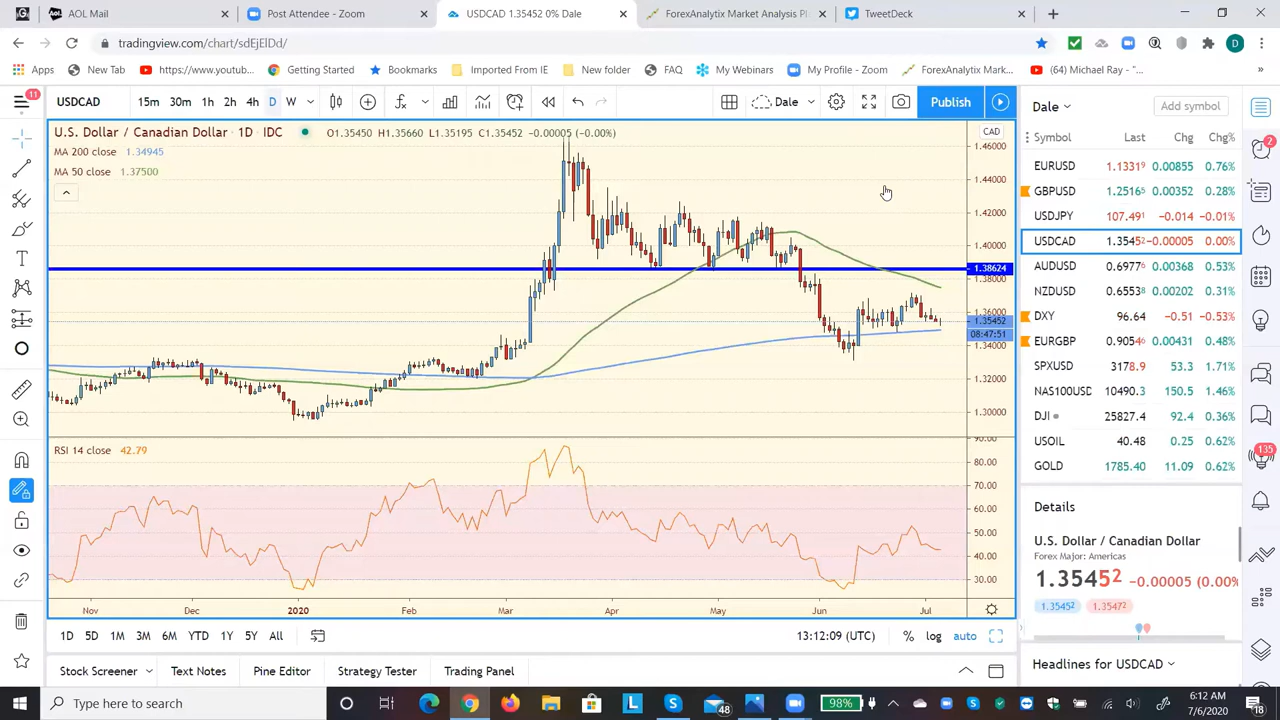 AOL Mail
Post Attendee - Zoom
USDCAD 1.35452 0% Dale
ForexAnalytix Market Analysis Pl
TweetDeck
tradingview.com/chart/sdEjElDd/
Apps
New Tab
https://www.youtub...
Getting Started
Bookmarks
Imported From IE
New folder
FAQ
My Webinars
My Profile - Zoom
ForexAnalytix Mark...
(64) Michael Ray - "...
11
USDCAD
15m 30m 1h 2h 4h D W
Dale
Publish
U.S. Dollar / Canadian Dollar · 1D · IDC
O1.35450 H1.35660 L1.35195 C1.35452 -0.00005 (-0.00%)
MA 200 close 1.34945
MA 50 close 1.37500
CAD
1.46000
1.44000
1.42000
1.40000
1.38624
1.38000
1.36000
1.35452
08:47:51
1.34000
1.32000
1.30000
RSI 14 close 42.79
90.00
80.00
70.00
60.00
50.00
40.00
30.00
Nov Dec 2020 Feb Mar Apr May Jun Jul
1D 5D 1M 3M 6M YTD 1Y 5Y All
13:12:09 (UTC)
% log auto
Stock Screener
Text Notes
Pine Editor
Strategy Tester
Trading Panel
Dale
Add symbol
Symbol Last Chg Chg%
EURUSD 1.1331⁹ 0.00855 0.76%
GBPUSD 1.2516⁵ 0.00352 0.28%
USDJPY 107.49¹ −0.014 −0.01%
USDCAD 1.3545² −0.00005 0.00%
AUDUSD 0.6977⁶ 0.00368 0.53%
NZDUSD 0.6553⁸ 0.00202 0.31%
DXY 96.64 −0.51 −0.53%
EURGBP 0.9054⁶ 0.00431 0.48%
SPXUSD 3178.9 53.3 1.71%
NAS100USD 10490.3 150.5 1.46%
DJI 25827.4 92.4 0.36%
USOIL 40.48 0.25 0.62%
GOLD 1785.40 11.09 0.62%
Details
U.S. Dollar / Canadian Dollar
Forex Major: Americas
1.3545² −0.00005 (0.00%
1.3545² 1.3547²
Headlines for USDCAD
2
135
Type here to search
48
98%
6:12 AM
7/6/2020
18